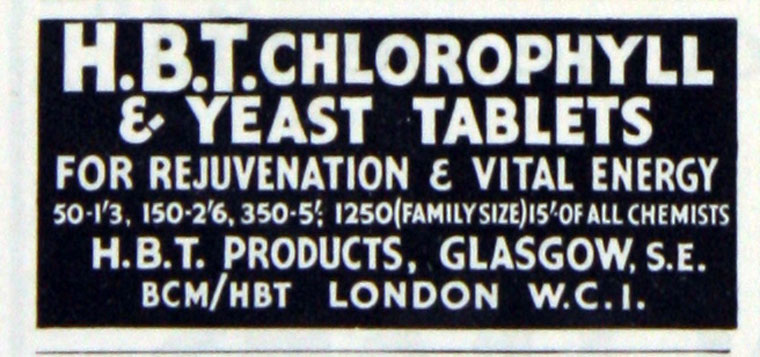 H.B.T. CHLOROPHYLL
& YEAST TABLETS
FOR REJUVENATION & VITAL ENERGY
50-1'3, 150-2'6, 350-5'; 1250 (FAMILY SIZE) 15'- OF ALL CHEMISTS
H.B.T. PRODUCTS, GLASGOW, S.E.
BCM/HBT LONDON W.C.1.